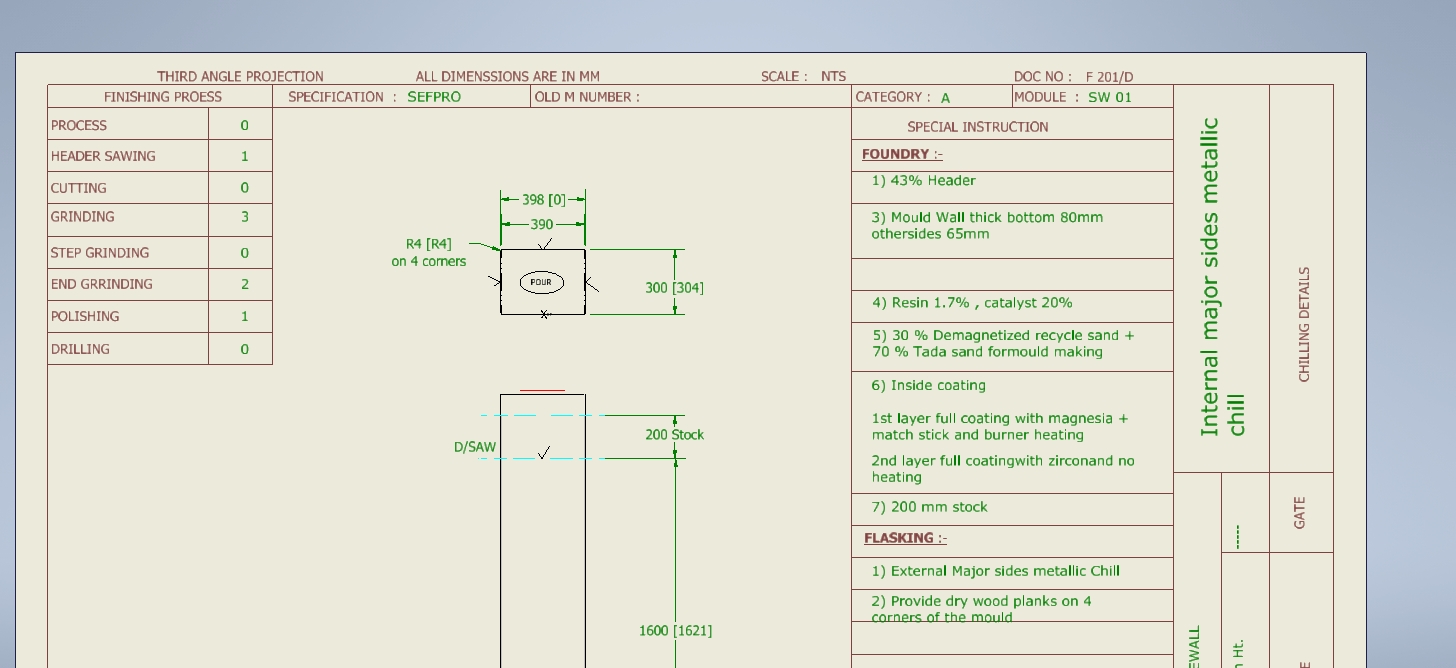 THIRD ANGLE PROJECTION ALL DIMENSSIONS ARE IN MM SCALE : NTS DOC NO : F 201/D
FINISHING PROESS SPECIFICATION : SEFPRO OLD M NUMBER : CATEGORY : A MODULE : SW 01
PROCESS 0
HEADER SAWING 1
CUTTING 0
GRINDING 3
STEP GRINDING 0
END GRRINDING 2
POLISHING 1
DRILLING 0
398 [0]
390
R4 [R4]
on 4 corners
POUR
300 [304]
200 Stock
D/SAW
1600 [1621]
SPECIAL INSTRUCTION
FOUNDRY :-
1) 43% Header
3) Mould Wall thick bottom 80mm
othersides 65mm
4) Resin 1.7% , catalyst 20%
5) 30 % Demagnetized recycle sand +
70 % Tada sand formould making
6) Inside coating
1st layer full coating with magnesia +
match stick and burner heating
2nd layer full coatingwith zirconand no
heating
7) 200 mm stock
FLASKING :-
1) External Major sides metallic Chill
2) Provide dry wood planks on 4
corners of the mould
Internal major sides metallic
chill
CHILLING DETAILS
GATE
-----
EWALL
Ht.